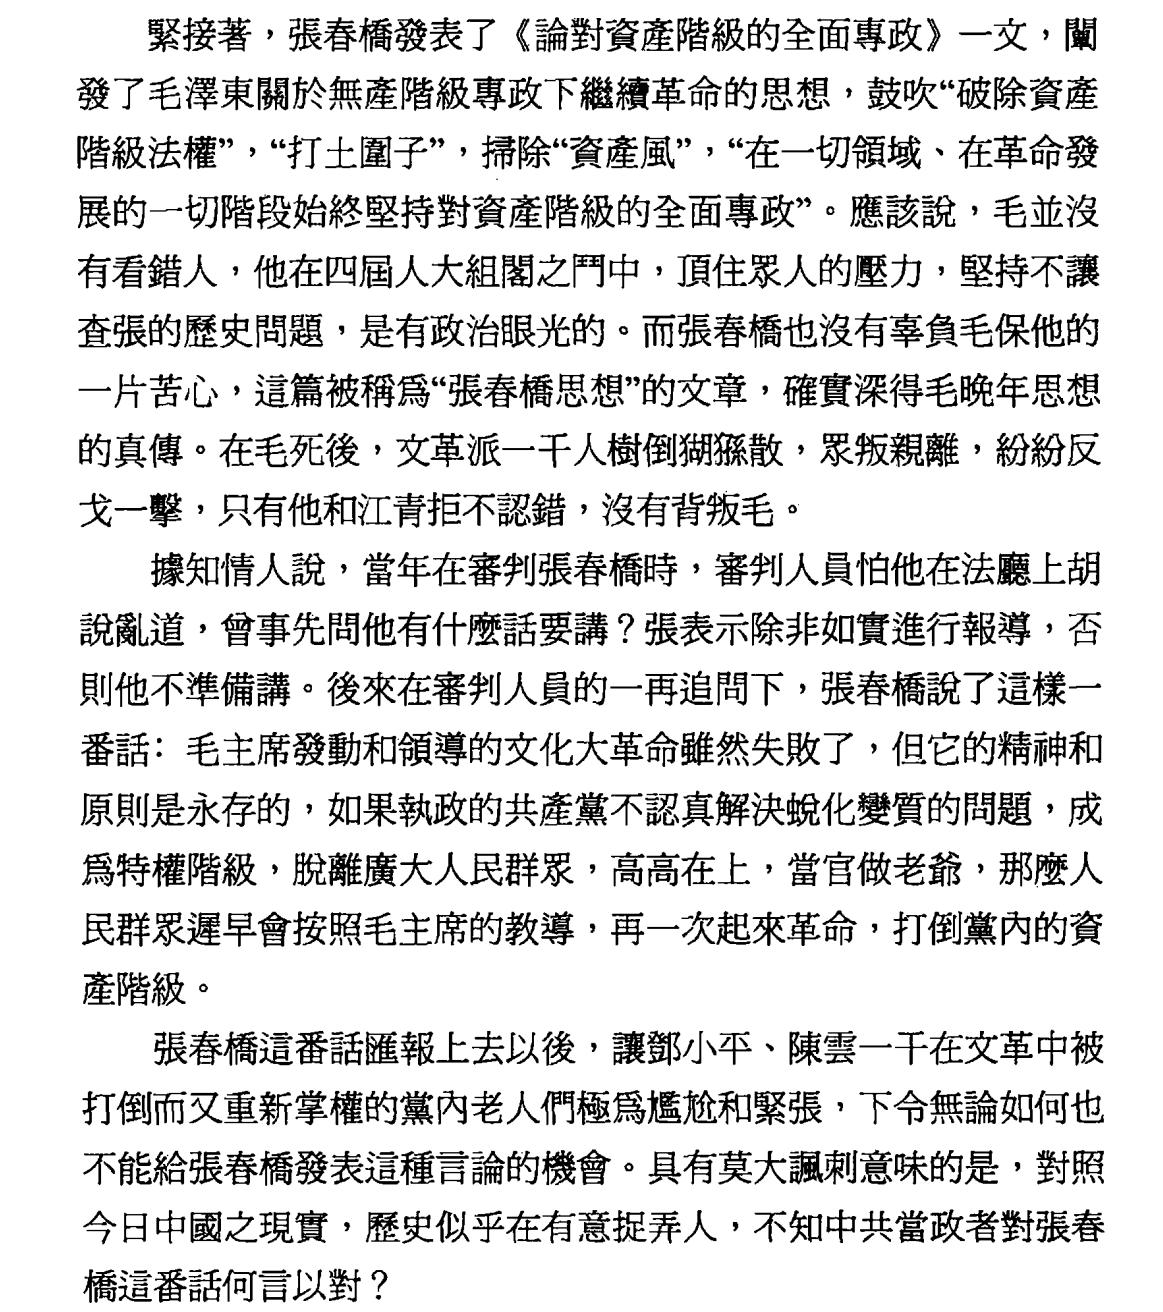 緊接著，張春橋發表了《論對資產階級的全面專政》一文，闡
發了毛澤東關於無產階級專政下繼續革命的思想，鼓吹“破除資產
階級法權”，“打土圍子”，掃除“資產風”，“在一切領域、在革命發
展的一切階段始終堅持對資產階級的全面專政”。應該說，毛並沒
有看錯人，他在四屆人大組閣之鬥中，頂住眾人的壓力，堅持不讓
查張的歷史問題，是有政治眼光的。而張春橋也沒有辜負毛保他的
一片苦心，這篇被稱爲“張春橋思想”的文章，確實深得毛晚年思想
的真傳。在毛死後，文革派一干人樹倒猢猻散，眾叛親離，紛紛反
戈一擊，只有他和江青拒不認錯，沒有背叛毛。
據知情人說，當年在審判張春橋時，審判人員怕他在法廳上胡
說亂道，曾事先問他有什麼話要講？張表示除非如實進行報導，否
則他不準備講。後來在審判人員的一再追問下，張春橋說了這樣一
番話：毛主席發動和領導的文化大革命雖然失敗了，但它的精神和
原則是永存的，如果執政的共產黨不認真解決蛻化變質的問題，成
爲特權階級，脫離廣大人民群眾，高高在上，當官做老爺，那麼人
民群眾遲早會按照毛主席的教導，再一次起來革命，打倒黨內的資
產階級。
張春橋這番話匯報上去以後，讓鄧小平、陳雲一干在文革中被
打倒而又重新掌權的黨內老人們極爲尷尬和緊張，下令無論如何也
不能給張春橋發表這種言論的機會。具有莫大諷刺意味的是，對照
今日中國之現實，歷史似乎在有意捉弄人，不知中共當政者對張春
橋這番話何言以對？